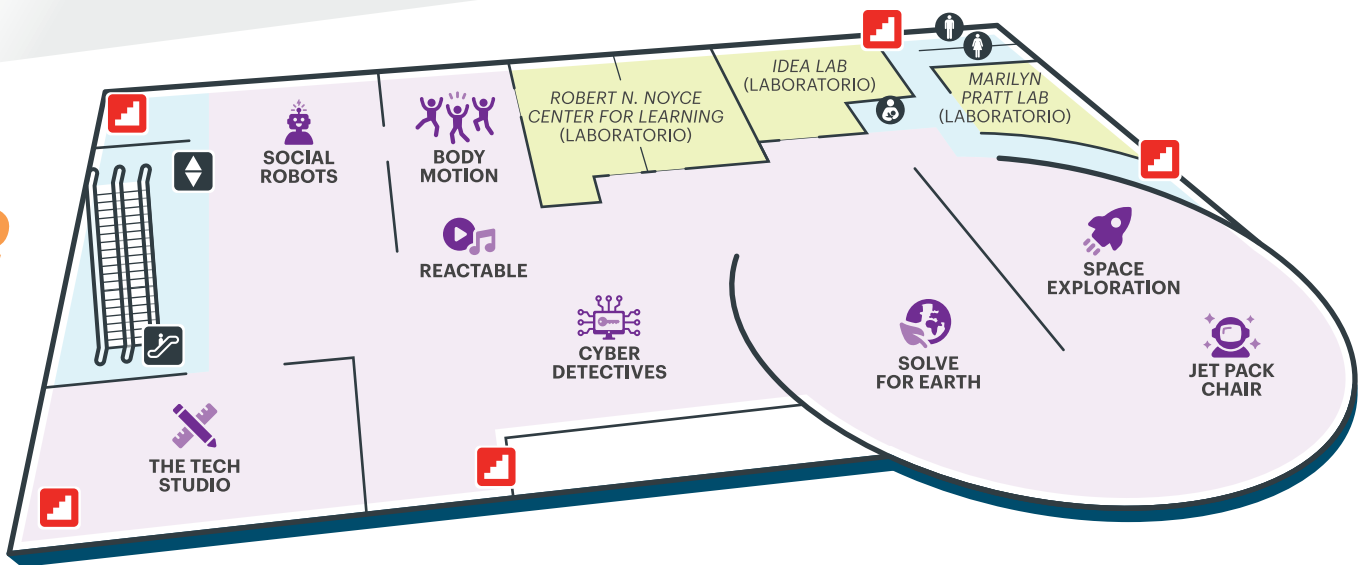 SOCIAL
ROBOTS
BODY
MOTION
ROBERT N. NOYCE
CENTER FOR LEARNING
(LABORATORIO)
IDEA LAB
(LABORATORIO)
MARILYN
PRATT LAB
(LABORATORIO)
REACTABLE
SPACE
EXPLORATION
CYBER
DETECTIVES
SOLVE
FOR EARTH
JET PACK
CHAIR
THE TECH
STUDIO